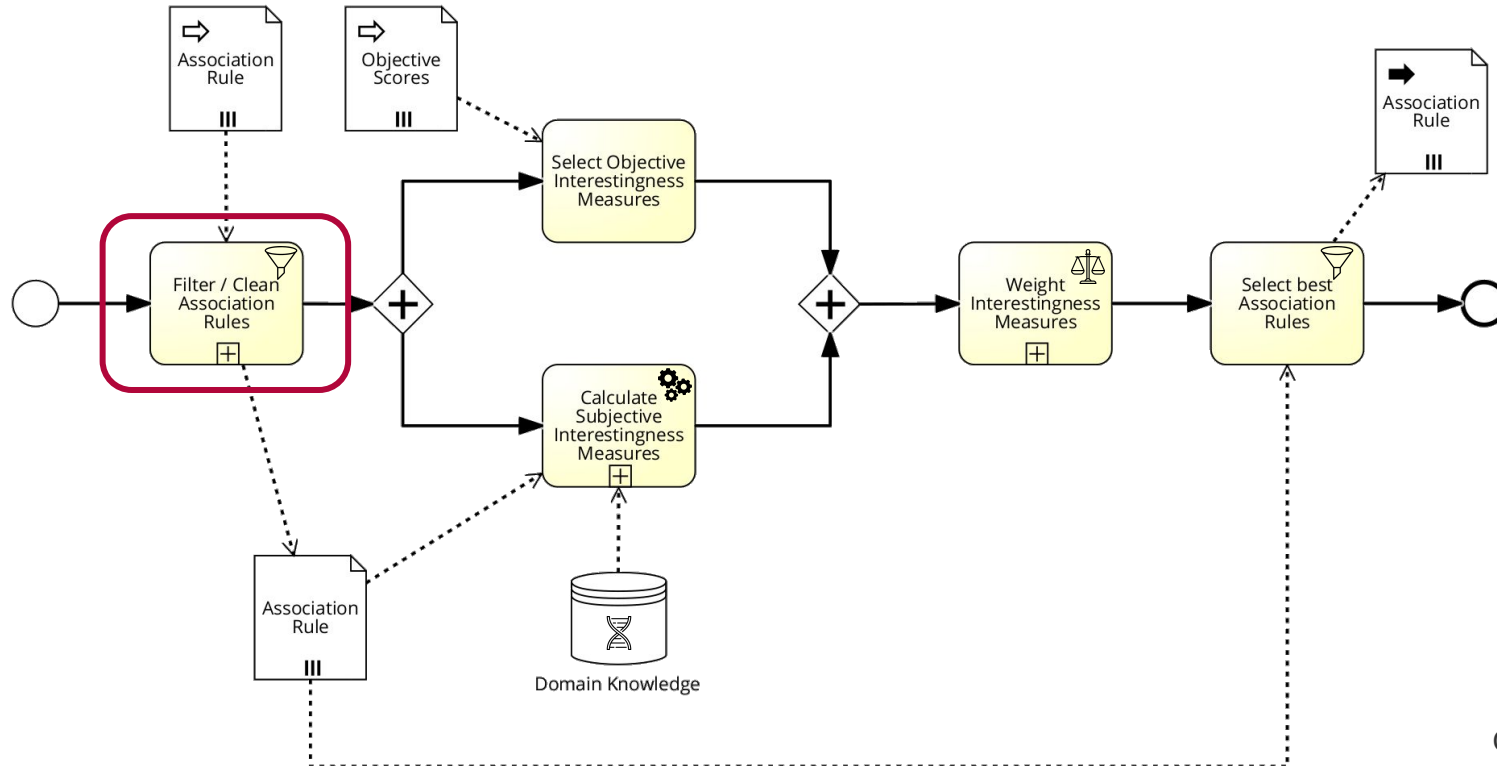 Association
Rule
Objective
Scores
Association
Rule
Select Objective
Interestingness
Measures
Filter / Clean
Association
Rules
Weight
Interestingness
Measures
Select best
Association
Rules
Calculate
Subjective
Interestingness
Measures
Association
Rule
Domain Knowledge